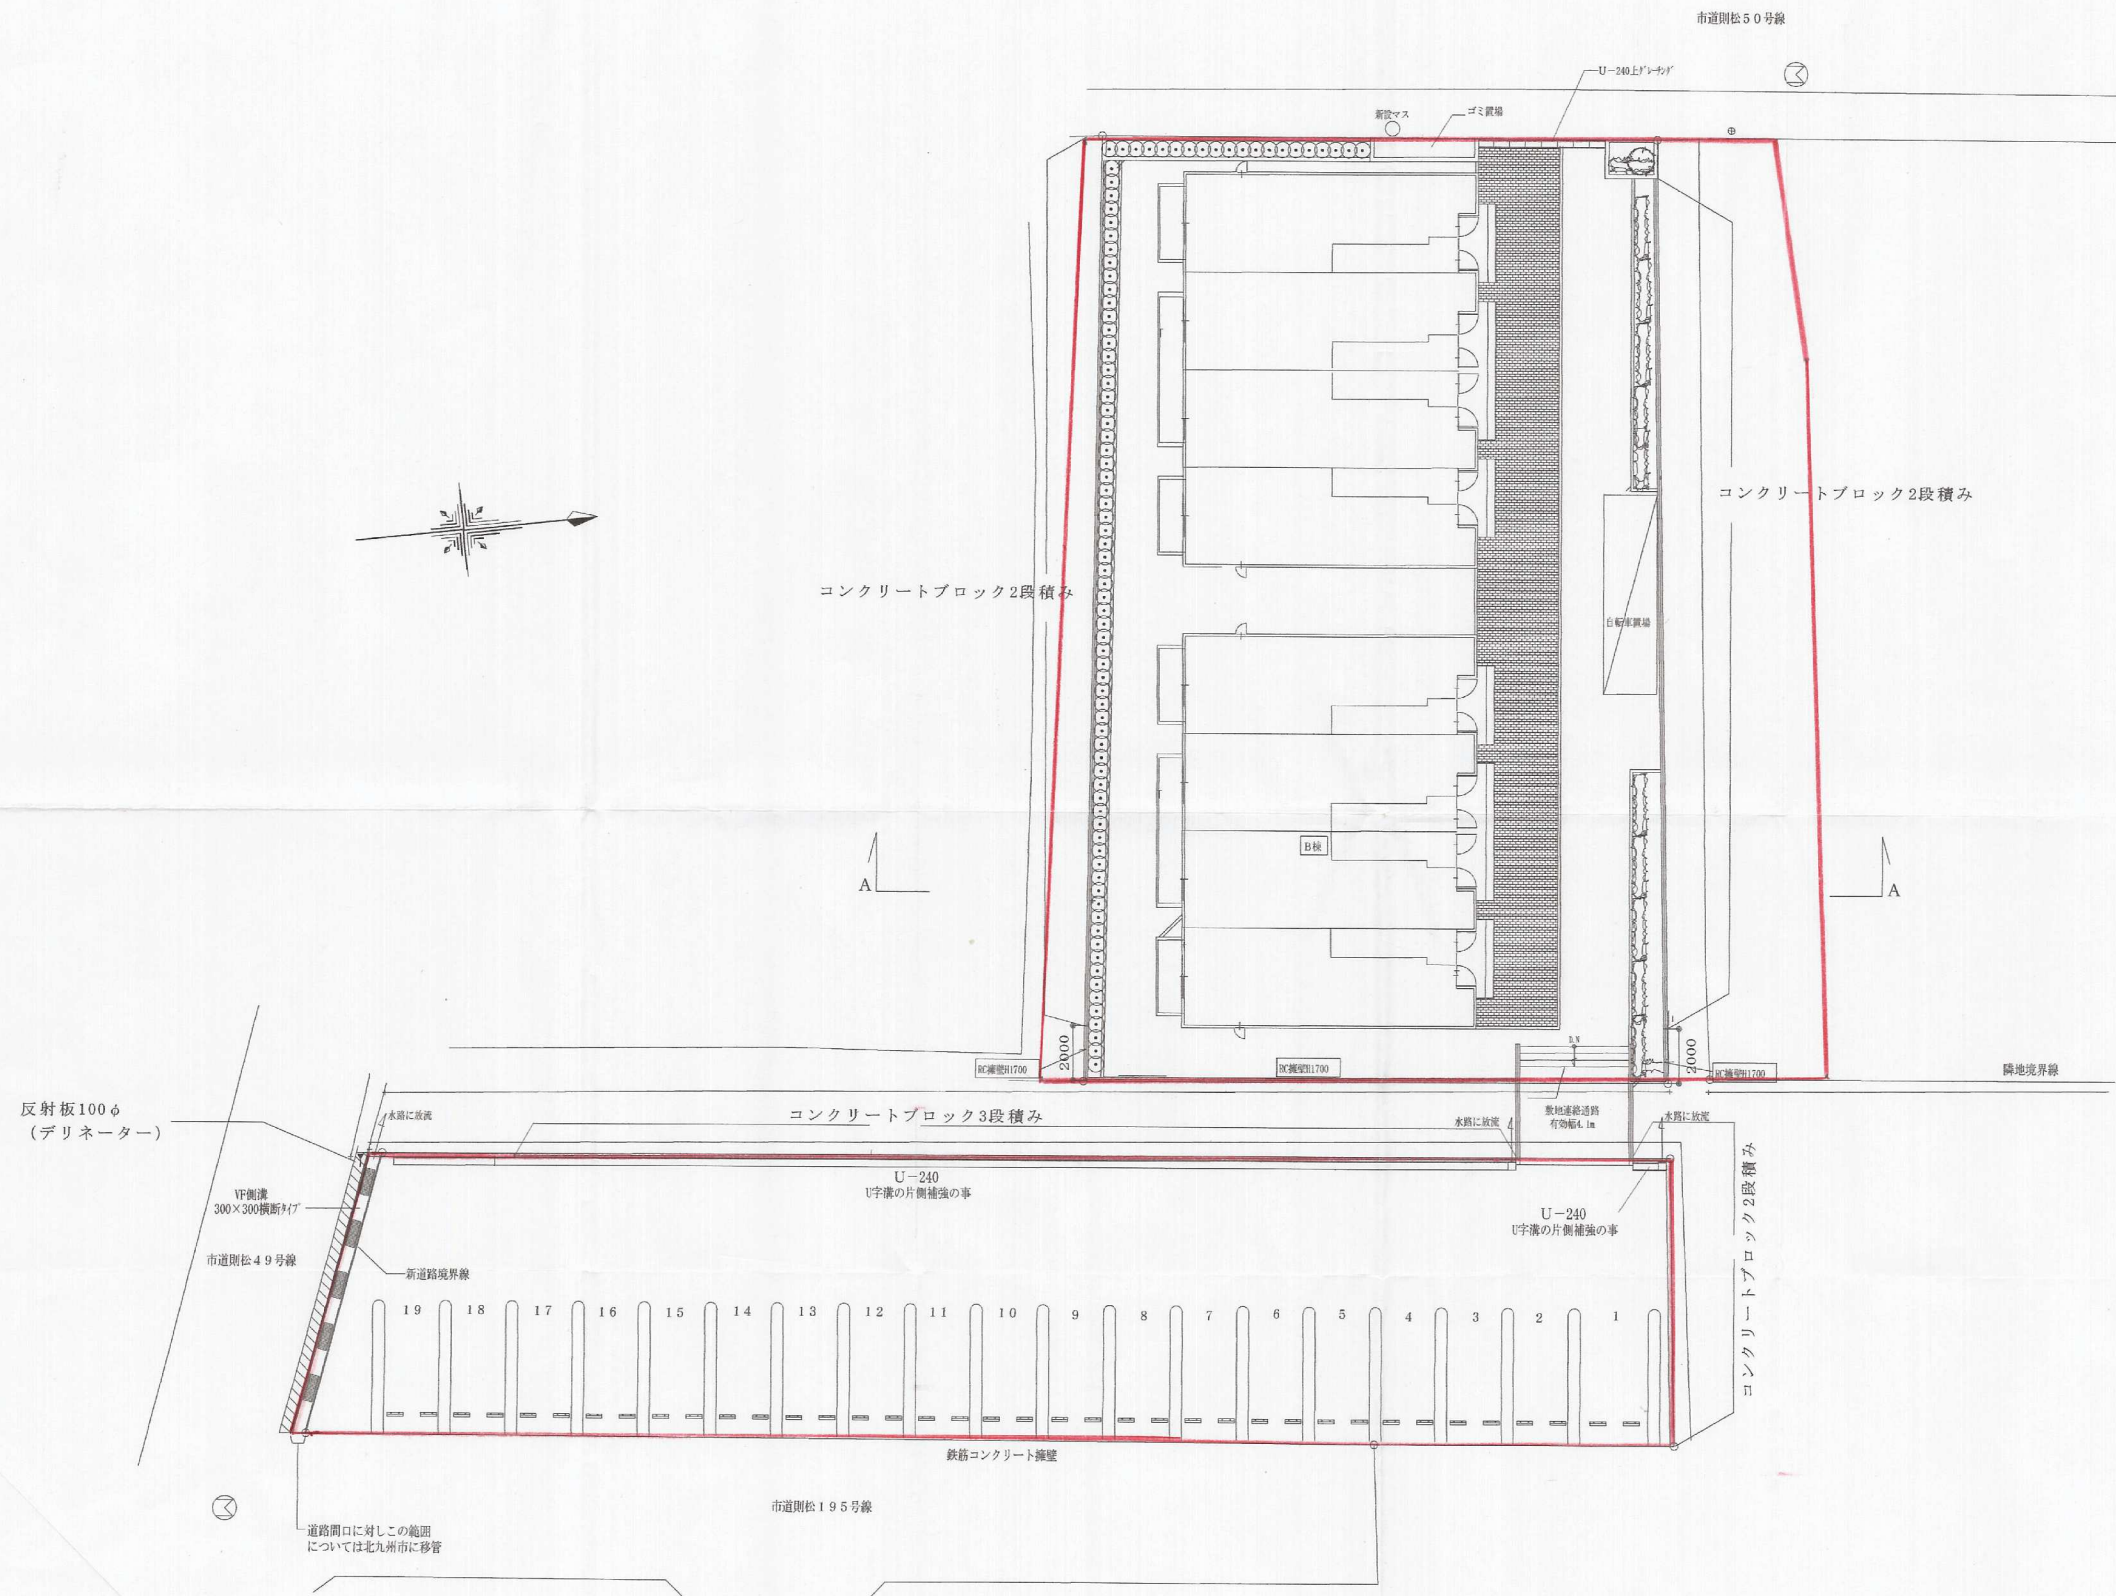 市道則松50号線
U-240上ｸﾞﾚｰﾁﾝｸﾞ
新設マス
ゴミ置場
コンクリートブロック2段積み
コンクリートブロック2段積み
自転車置場
B棟
A
A
2000
2000
D.N
RC擁壁H1700
RC擁壁H1700
RC擁壁H1700
隣地境界線
反射板100φ
(デリネーター)
水路に放流
コンクリートブロック3段積み
水路に放流
敷地連絡通路
有効幅4.1m
水路に放流
U-240
U字溝の片側補強の事
U-240
U字溝の片側補強の事
コンクリートブロック2段積み
VF側溝
300×300横断ﾀｲﾌﾟ
市道則松49号線
新道路境界線
19 18 17 16 15 14 13 12 11 10 9 8 7 6 5 4 3 2 1
鉄筋コンクリート擁壁
市道則松195号線
道路間口に対しこの範囲
については北九州市に移管